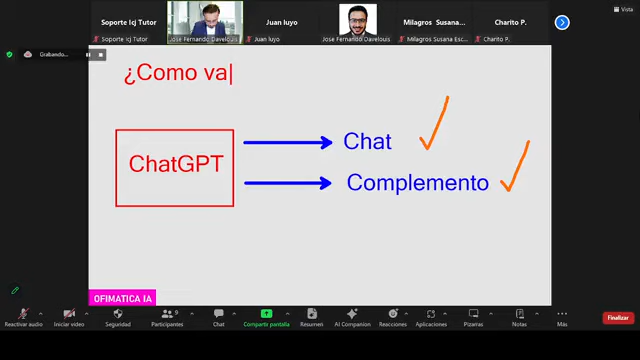 Vista
Soporte Icj Tutor
Juan luyo
Milagros Susana...
Charito P.
Soporte Icj Tutor
Jose Fernando Davelouis
Juan luyo
Jose Fernando Davelouis
Milagros Susana Esc...
Charito P.
Grabando...
¿Como va
ChatGPT
Chat
Complemento
OFIMATICA IA
Reactivar audio
Iniciar video
Seguridad
Participantes
9
Chat
Compartir pantalla
Resumen
AI Companion
Reacciones
Aplicaciones
Pizarras
Notas
Más
Finalizar